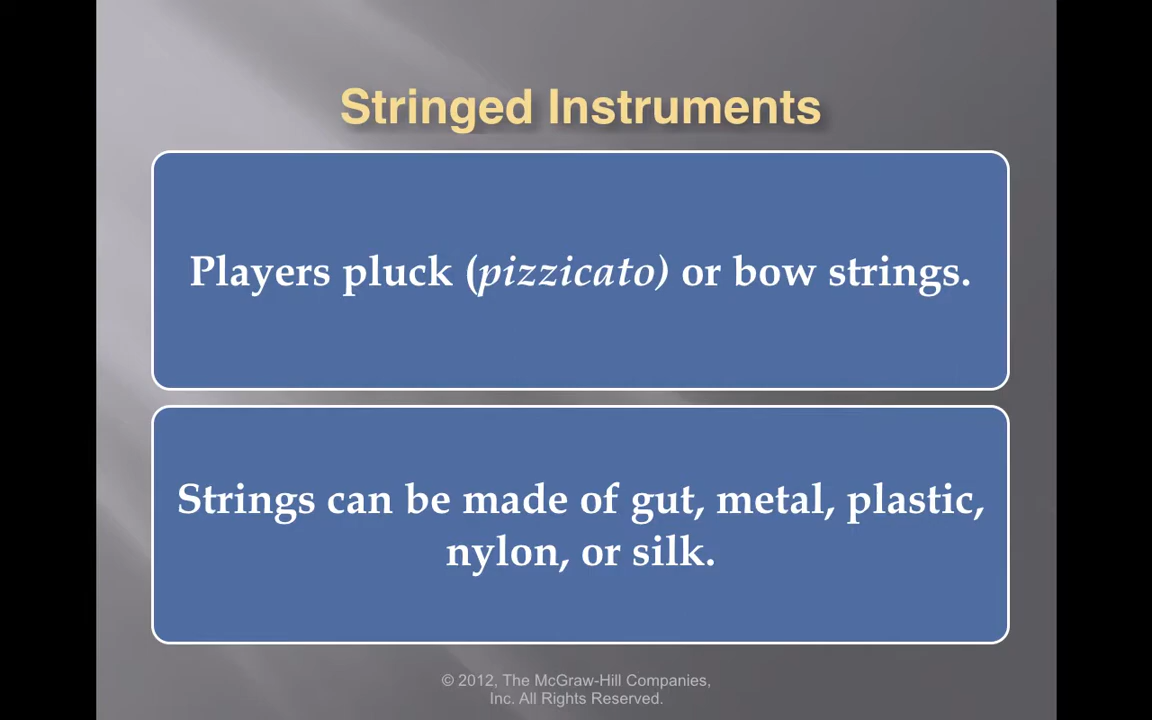 Stringed Instruments
Players pluck (pizzicato) or bow strings.
Strings can be made of gut, metal, plastic,
nylon, or silk.
© 2012, The McGraw-Hill Companies,
Inc. All Rights Reserved.